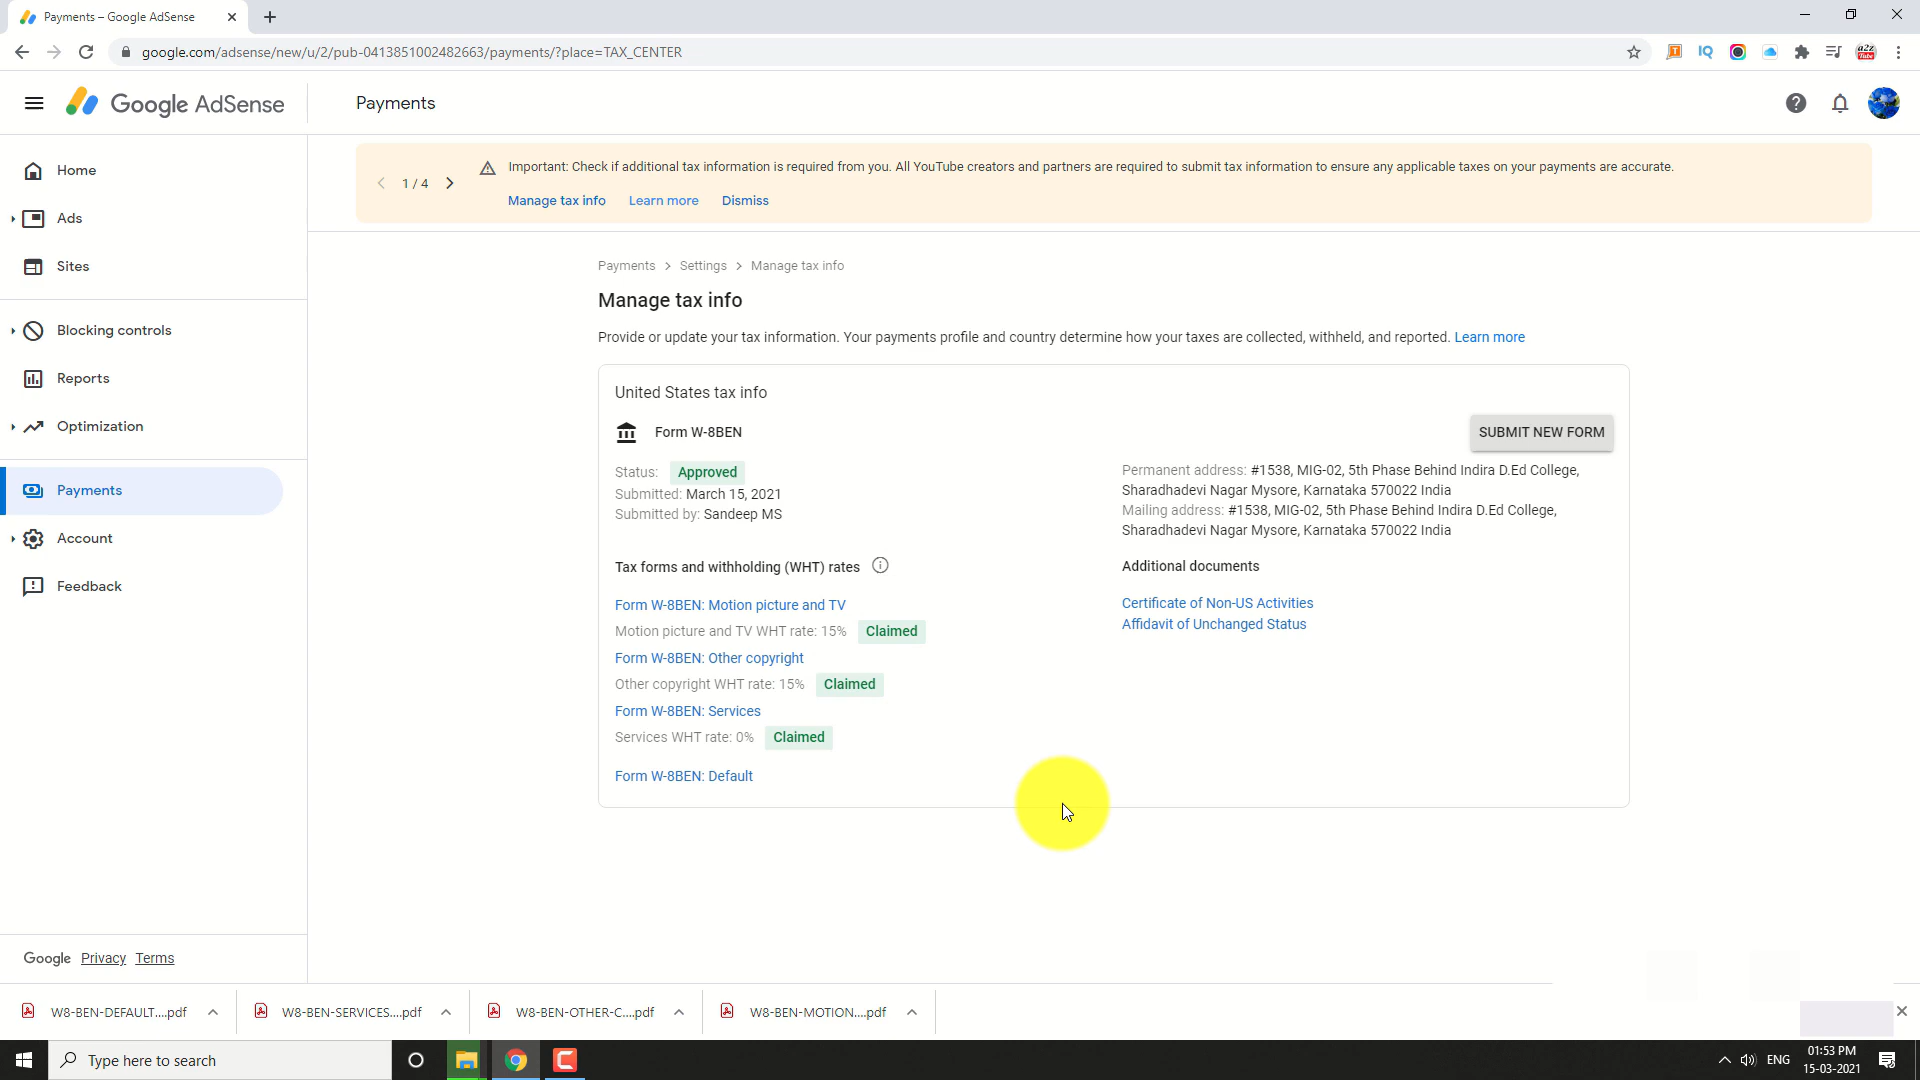 Payments – Google AdSense
google.com/adsense/new/u/2/pub-0413851002482663/payments/?place=TAX_CENTER
Google AdSense
Payments
Home
Ads
Sites
Blocking controls
Reports
Optimization
Payments
Account
Feedback
Google Privacy Terms
1 / 4
Important: Check if additional tax information is required from you. All YouTube creators and partners are required to submit tax information to ensure any applicable taxes on your payments are accurate.
Manage tax info Learn more Dismiss
Payments > Settings > Manage tax info
Manage tax info
Provide or update your tax information. Your payments profile and country determine how your taxes are collected, withheld, and reported. Learn more
United States tax info
Form W-8BEN
SUBMIT NEW FORM
Status: Approved
Submitted: March 15, 2021
Submitted by: Sandeep MS
Permanent address: #1538, MIG-02, 5th Phase Behind Indira D.Ed College,
Sharadhadevi Nagar Mysore, Karnataka 570022 India
Mailing address: #1538, MIG-02, 5th Phase Behind Indira D.Ed College,
Sharadhadevi Nagar Mysore, Karnataka 570022 India
Tax forms and withholding (WHT) rates
Form W-8BEN: Motion picture and TV
Motion picture and TV WHT rate: 15% Claimed
Form W-8BEN: Other copyright
Other copyright WHT rate: 15% Claimed
Form W-8BEN: Services
Services WHT rate: 0% Claimed
Form W-8BEN: Default
Additional documents
Certificate of Non-US Activities
Affidavit of Unchanged Status
W8-BEN-DEFAULT....pdf
W8-BEN-SERVICES....pdf
W8-BEN-OTHER-C....pdf
W8-BEN-MOTION....pdf
Type here to search
ENG
01:53 PM
15-03-2021